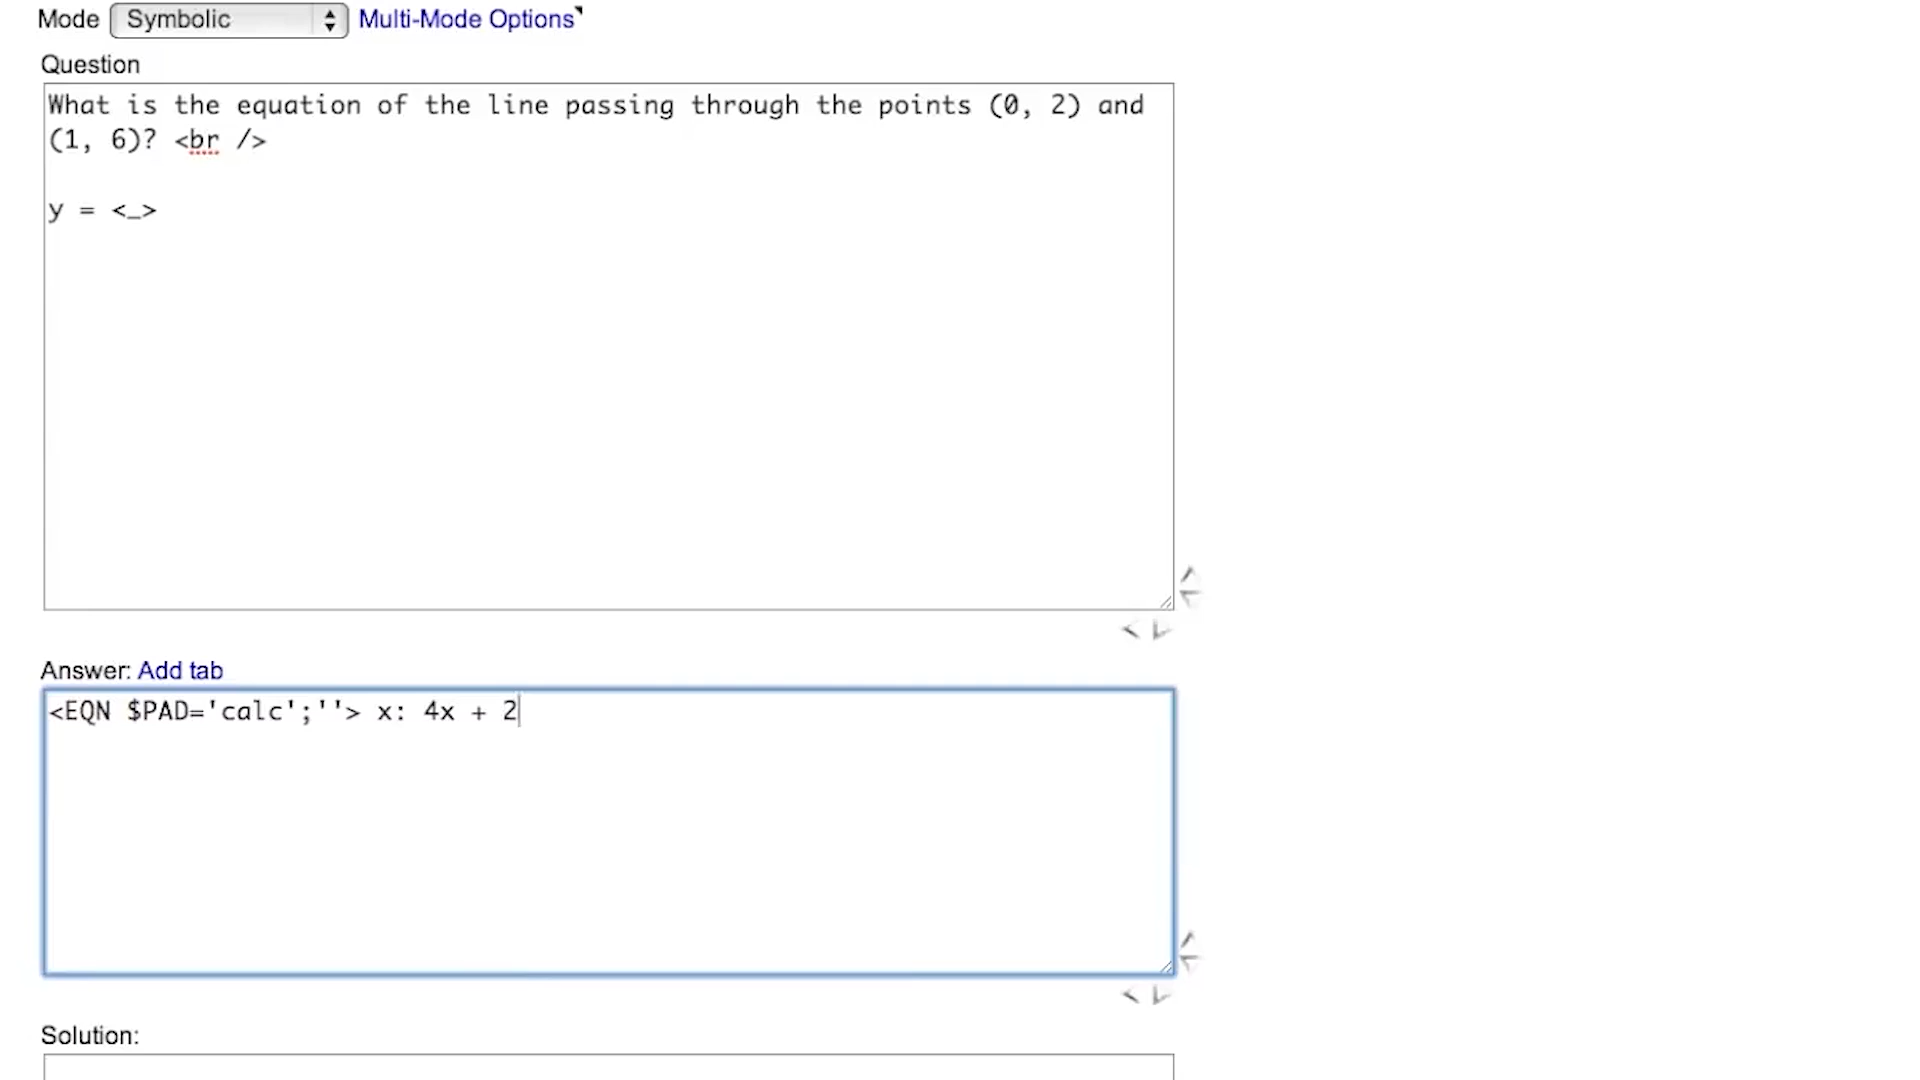 Mode Symbolic Multi-Mode Options
Question
What is the equation of the line passing through the points (0, 2) and
(1, 6)? <br />
y = <_>
Answer: Add tab
<EQN $PAD='calc';''> x: 4x + 2
Solution: